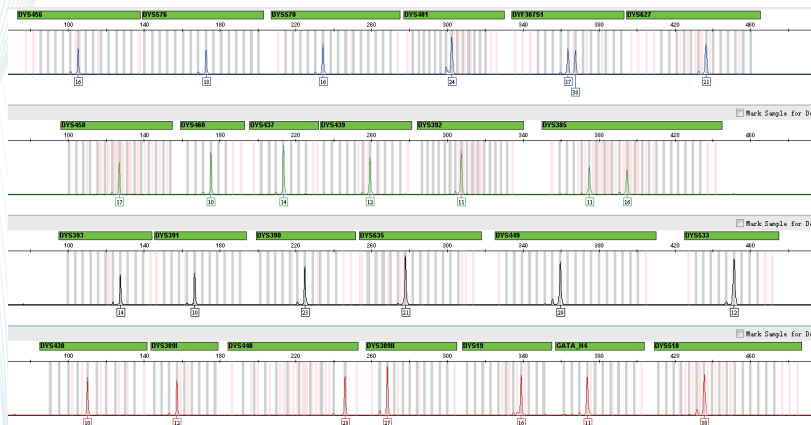 DYS456 DYS576 DYS570 DYS481 DYF387S1 DYS627
100 140 180 220 260 300 340 380 420 460
16 18 16 24 37 21
38
Mark Sample for De
DYS458 DYS460 DYS437 DYS439 DYS392 DYS385
100 140 180 220 260 300 340 380 420 460
17 10 14 12 11 11 16
Mark Sample for De
DYS393 DYS391 DYS390 DYS635 DYS449 DYS533
100 140 180 220 260 300 340 380 420 460
14 10 23 21 29 12
Mark Sample for De
DYS438 DYS389I DYS448 DYS389II DYS19 GATA_H4 DYS518
100 140 180 220 260 300 340 380 420 460
10 12 23 27 16 11 38